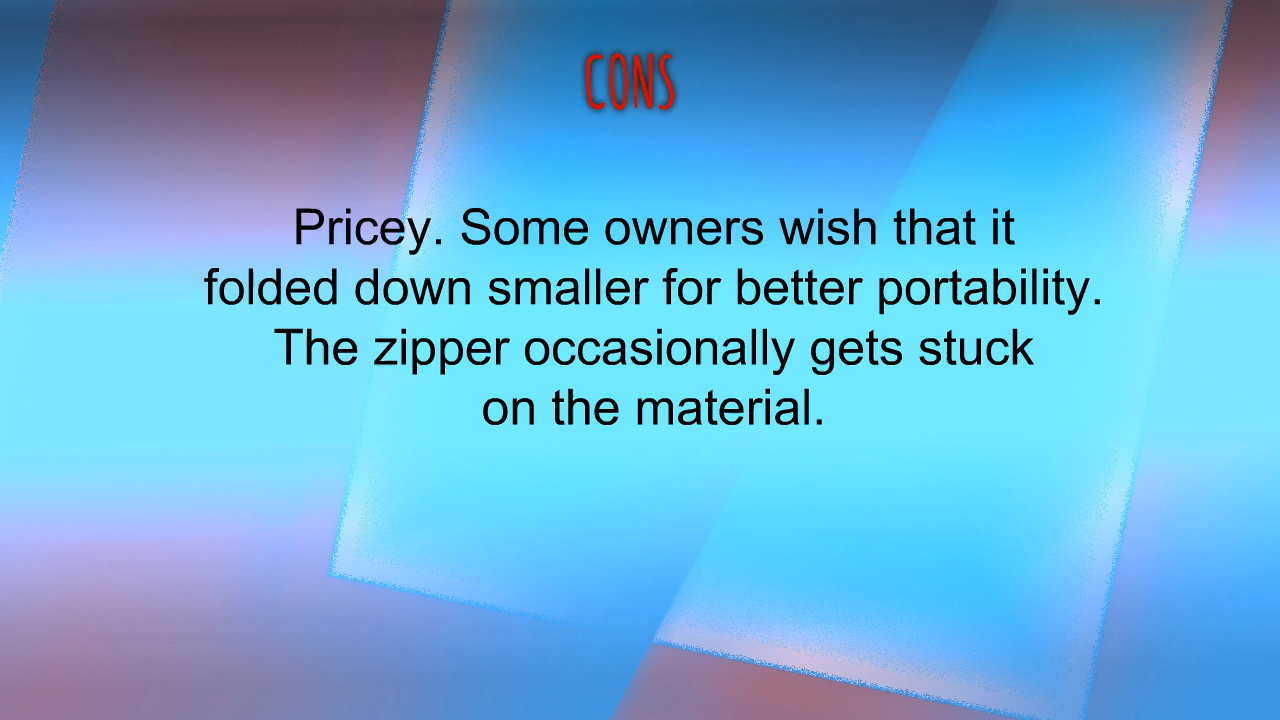 CONS
Pricey. Some owners wish that it
folded down smaller for better portability.
The zipper occasionally gets stuck
on the material.